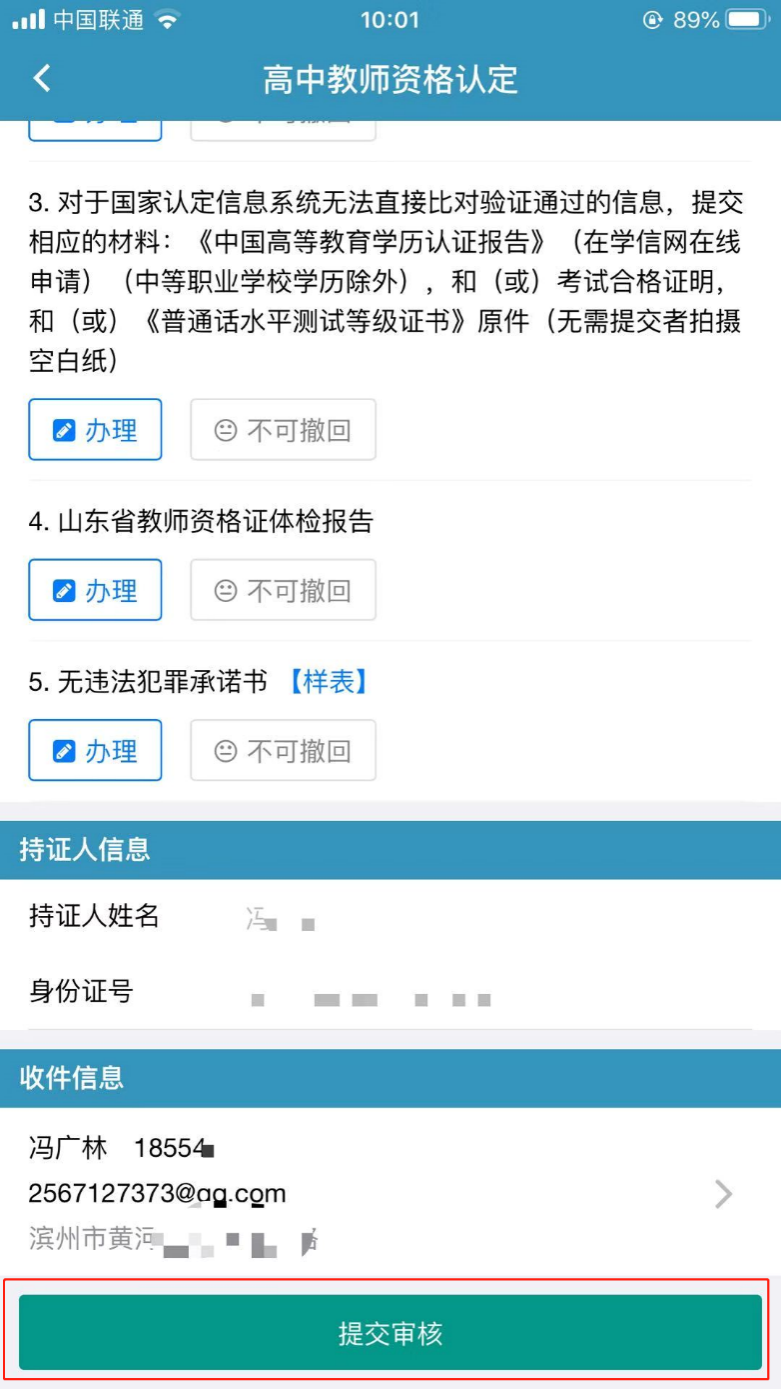 中国联通 10:01 89%
高中教师资格认定
3. 对于国家认定信息系统无法直接比对验证通过的信息，提交
相应的材料：《中国高等教育学历认证报告》（在学信网在线
申请）（中等职业学校学历除外），和（或）考试合格证明，
和（或）《普通话水平测试等级证书》原件（无需提交者拍摄
空白纸）
办理 不可撤回
4. 山东省教师资格证体检报告
办理 不可撤回
5. 无违法犯罪承诺书 【样表】
办理 不可撤回
持证人信息
持证人姓名 冯
身份证号
收件信息
冯广林 18554
2567127373@qq.com
滨州市黄河
提交审核